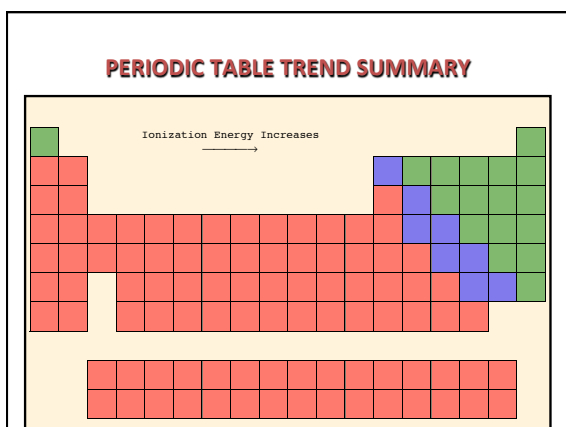 PERIODIC TABLE TREND SUMMARY
Ionization Energy Increases